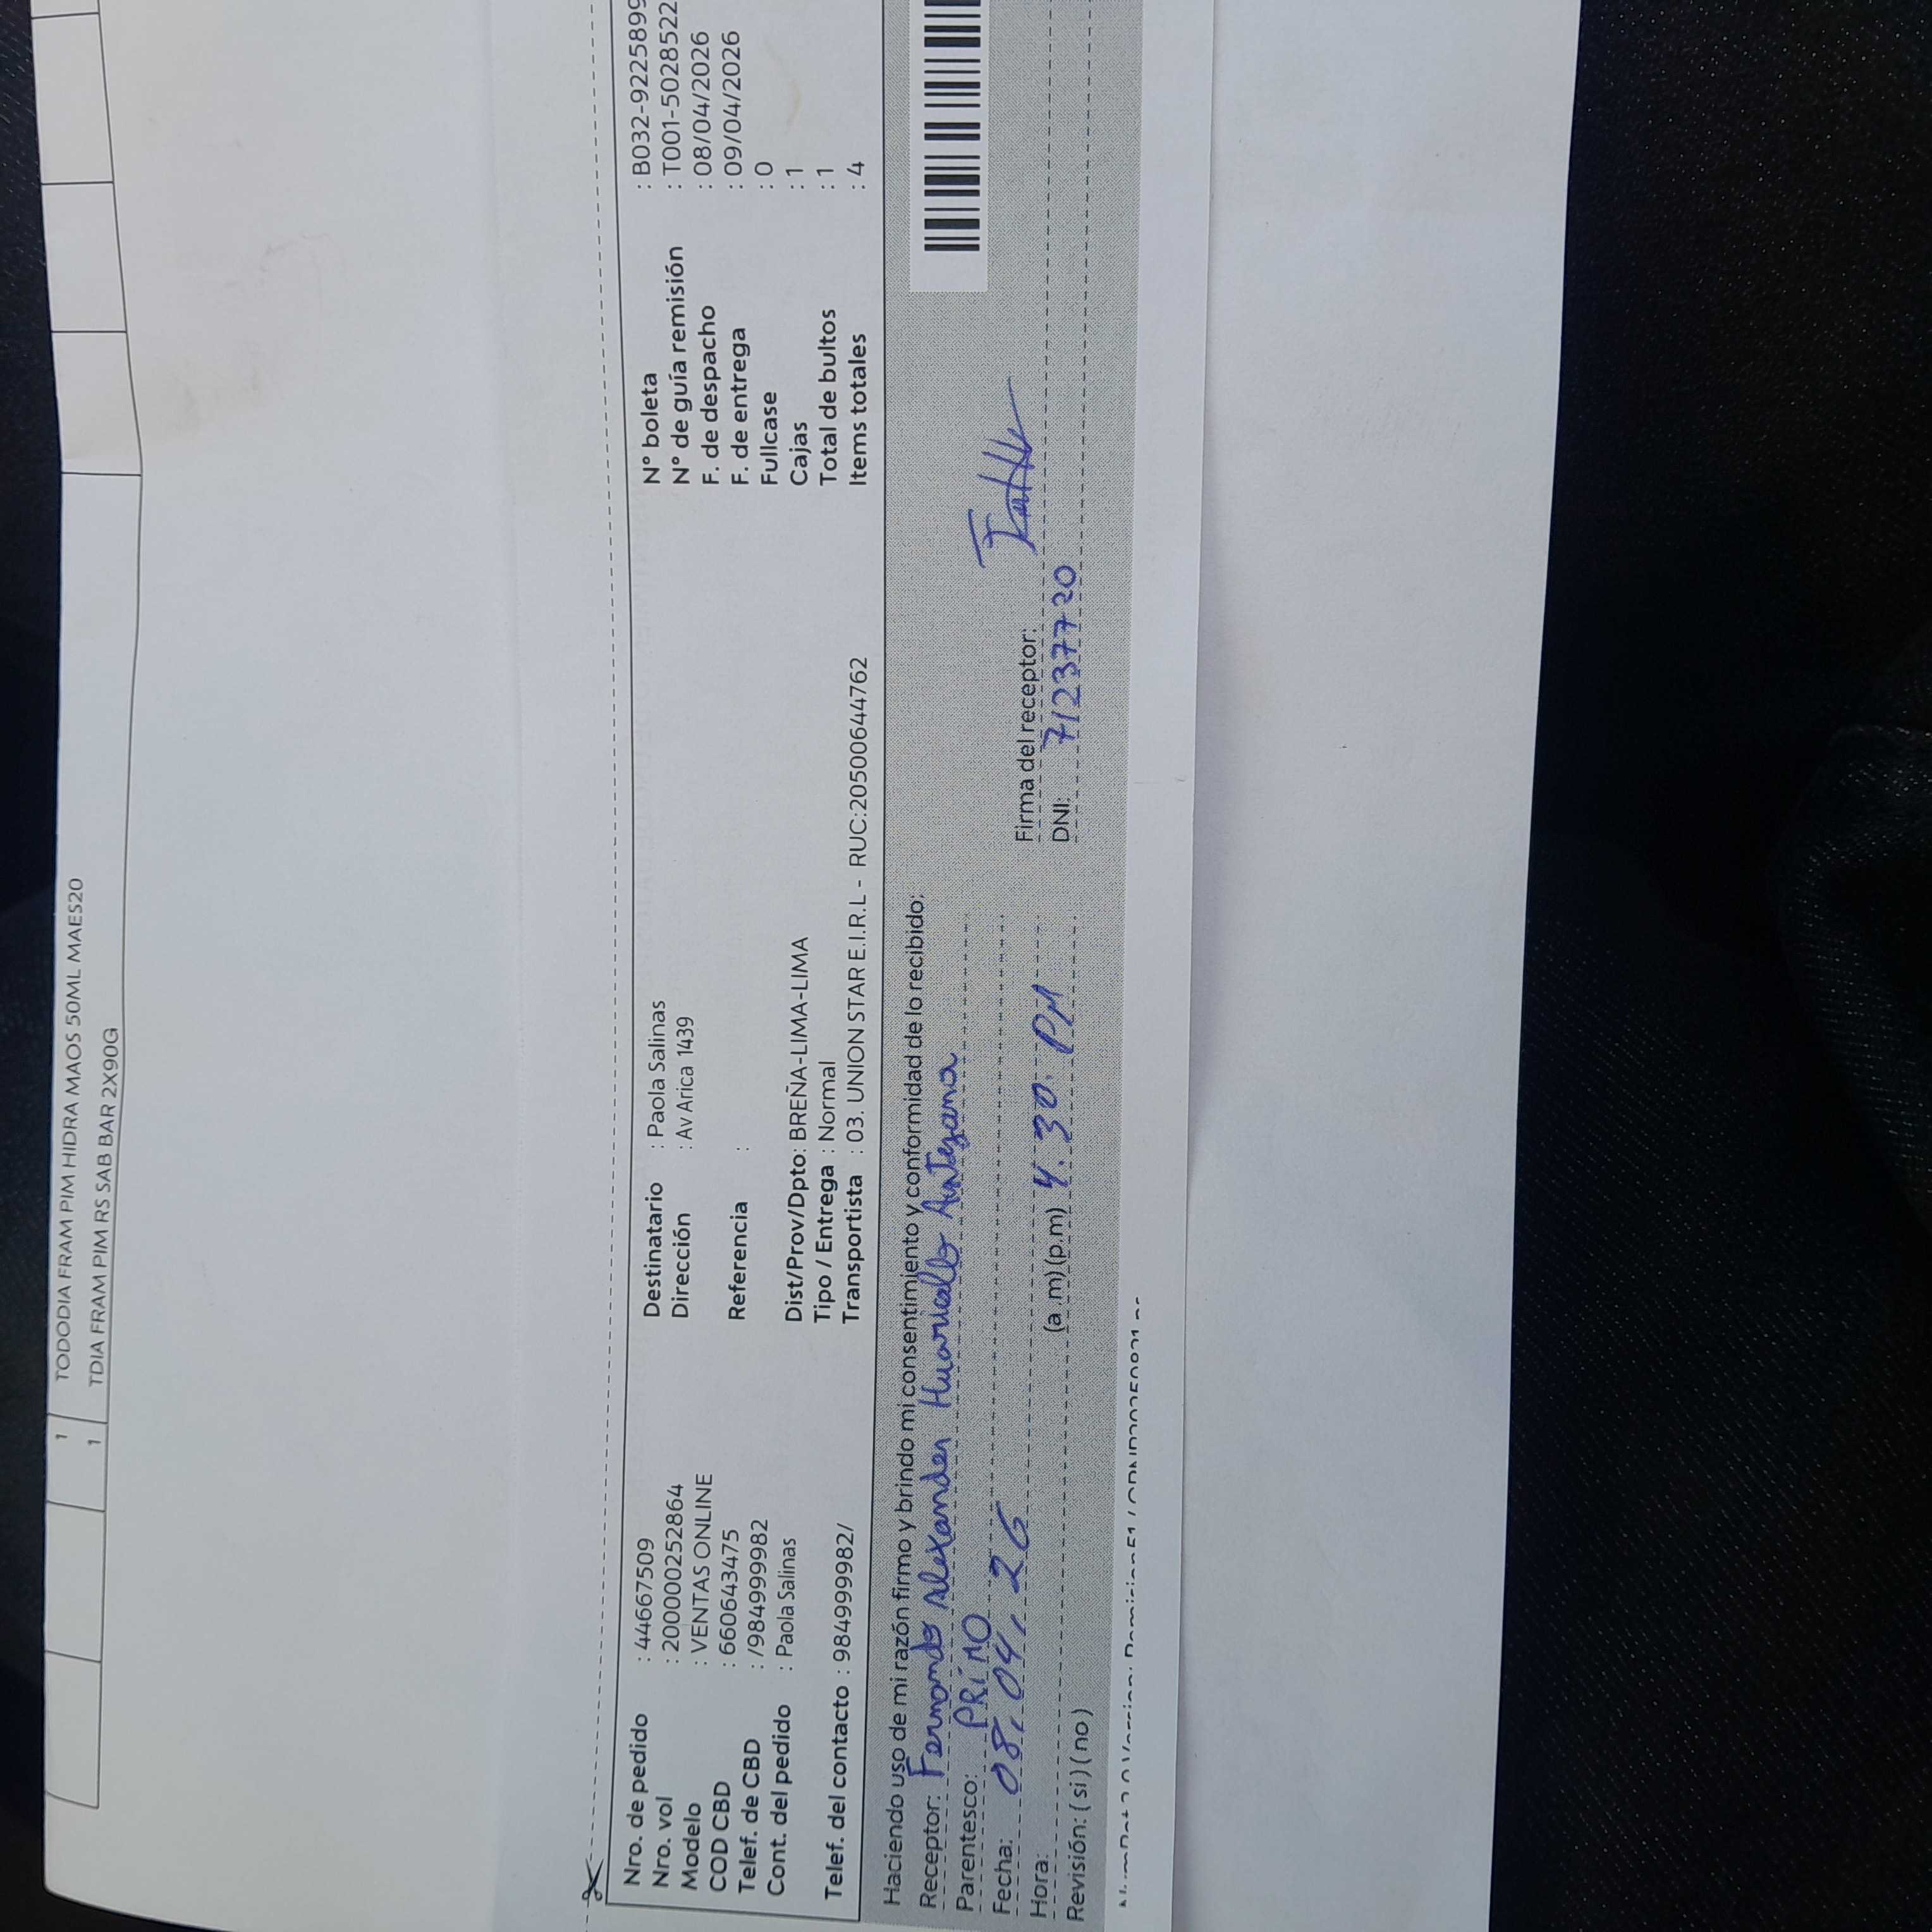 1 TODODIA FRAM PIM HIDRA MAOS 50ML MAES20
1 TDIA FRAM PIM RS SAB BAR 2X90G
Nro. de pedido : 44667509
Nro. vol : 200000252864
Modelo : VENTAS ONLINE
COD CBD : 660643475
Telef. de CBD : /984999982
Cont. del pedido : Paola Salinas
Telef. del contacto : 984999982/
Destinatario : Paola Salinas
Dirección : Av Arica 1439
Referencia :
Dist/Prov/Dpto: BREÑA-LIMA-LIMA
Tipo / Entrega : Normal
Transportista : 03. UNION STAR E.I.R.L - RUC:20500644762
N° boleta : B032-9225899
N° de guía remisión : T001-5028522
F. de despacho : 08/04/2026
F. de entrega : 09/04/2026
Fullcase : 0
Cajas : 1
Total de bultos : 1
Items totales : 4
Haciendo uso de mi razón firmo y brindo mi consentimiento y conformidad de lo recibido:
Receptor: Fernando Alexander Huaricallo Antezana
Parentesco: PRIMO
Fecha: 08.04.26
Hora: (a.m)(p.m) 4.30. PM
Revisión: ( si ) ( no )
Firma del receptor:
DNI: 71237720